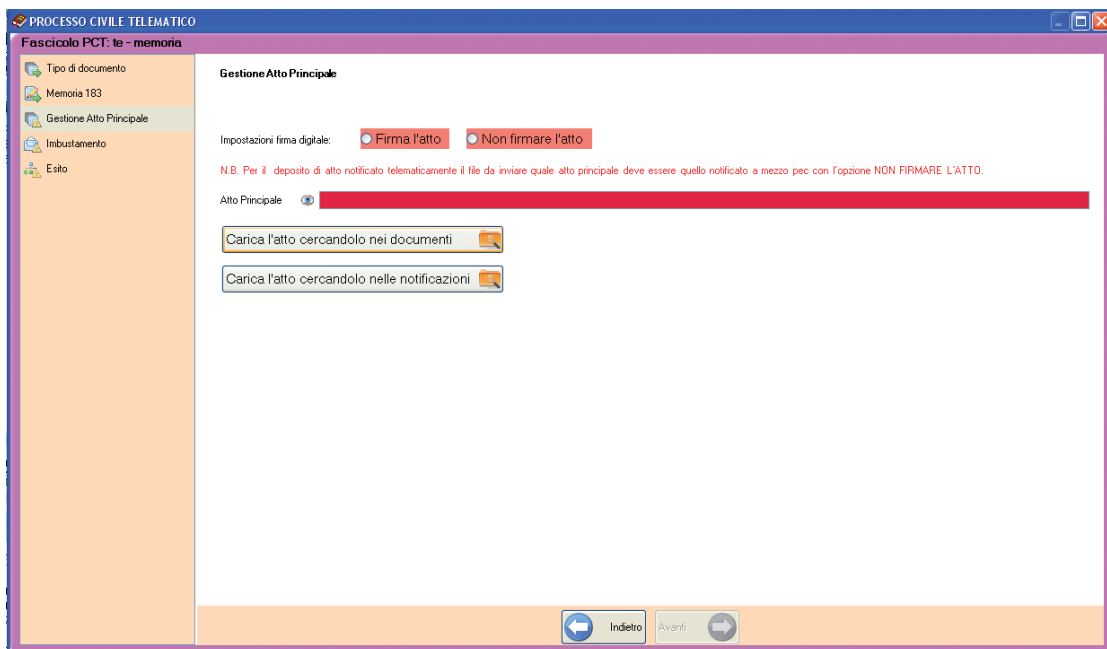 PROCESSO CIVILE TELEMATICO
Fascicolo PCT: te - memoria
Tipo di documento
Memoria 183
Gestione Atto Principale
Imbustamento
Esito
Gestione Atto Principale
Impostazioni firma digitale: Firma l'atto Non firmare l'atto
N.B. Per il deposito di atto notificato telematicamente il file da inviare quale atto principale deve essere quello notificato a mezzo pec con l'opzione NON FIRMARE L'ATTO.
Atto Principale
Carica l'atto cercandolo nei documenti
Carica l'atto cercandolo nelle notificazioni
Indietro Avanti